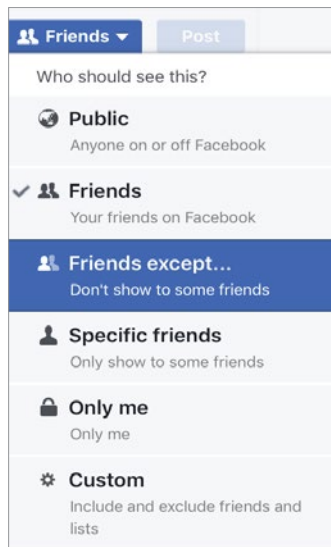 Friends Post
Who should see this?
Public
Anyone on or off Facebook
Friends
Your friends on Facebook
Friends except...
Don't show to some friends
Specific friends
Only show to some friends
Only me
Only me
Custom
Include and exclude friends and
lists